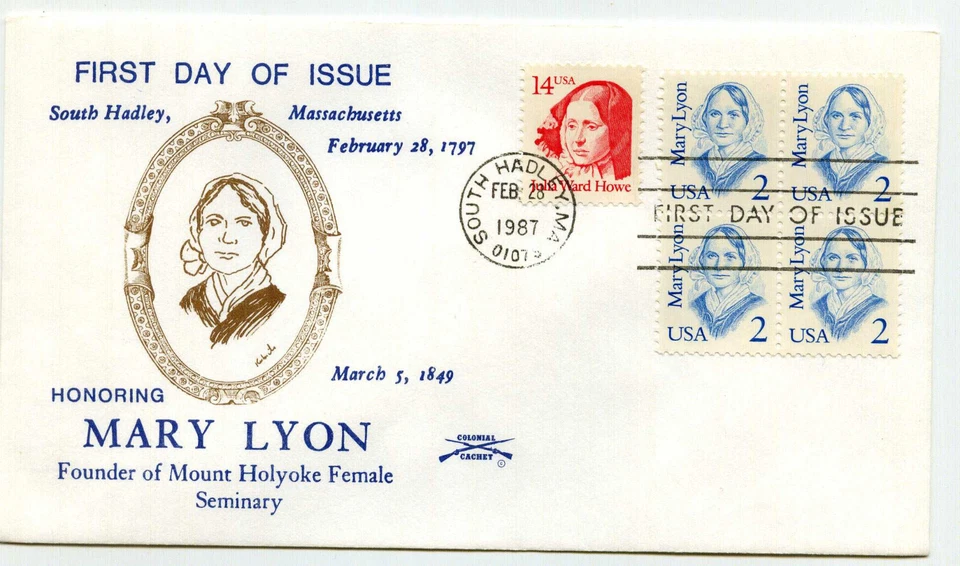 FIRST DAY OF ISSUE
South Hadley, Massachusetts
February 28, 1797
March 5, 1849
HONORING
MARY LYON
Founder of Mount Holyoke Female
Seminary
COLONIAL
CACHET
©
14 USA
Julia Ward Howe
SOUTH HADLEY, MA
FEB 28
1987
Mary Lyon
USA 2
Mary Lyon
USA 2
FIRST DAY OF ISSUE
Mary Lyon
USA 2
Mary Lyon
USA 2